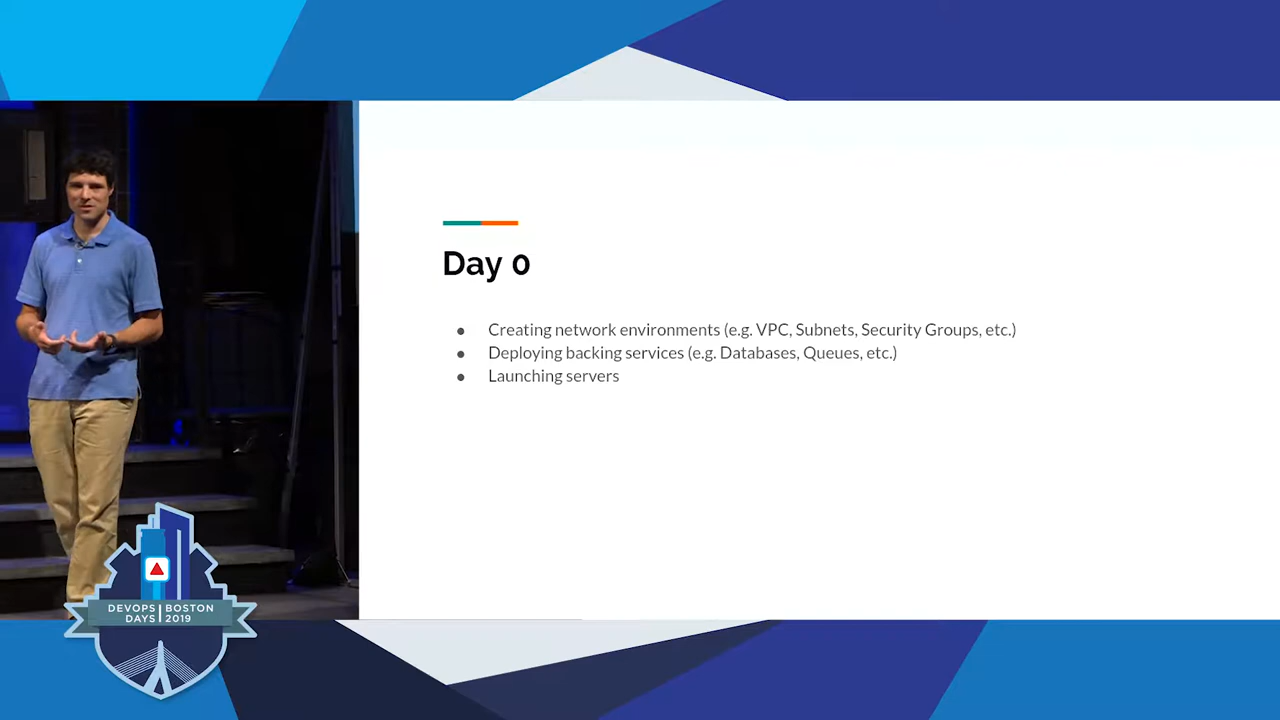 Day 0
● Creating network environments (e.g. VPC, Subnets, Security Groups, etc.)
● Deploying backing services (e.g. Databases, Queues, etc.)
● Launching servers
DEVOPS BOSTON
DAYS 2019